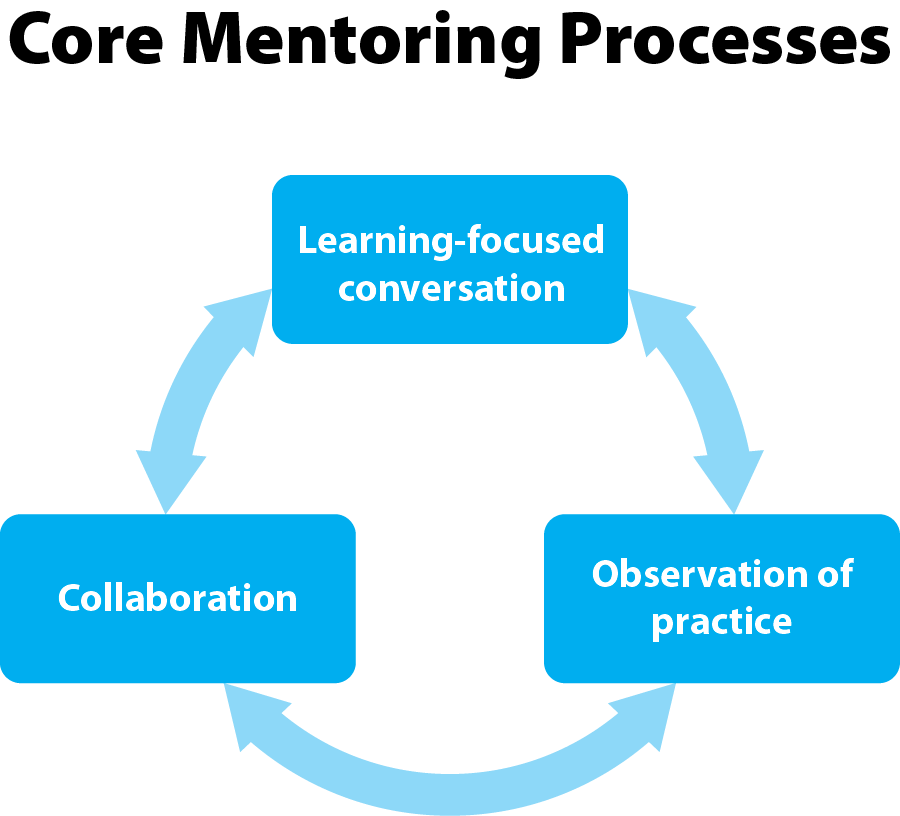 Core Mentoring Processes
Learning-focused
conversation
Collaboration
Observation of
practice